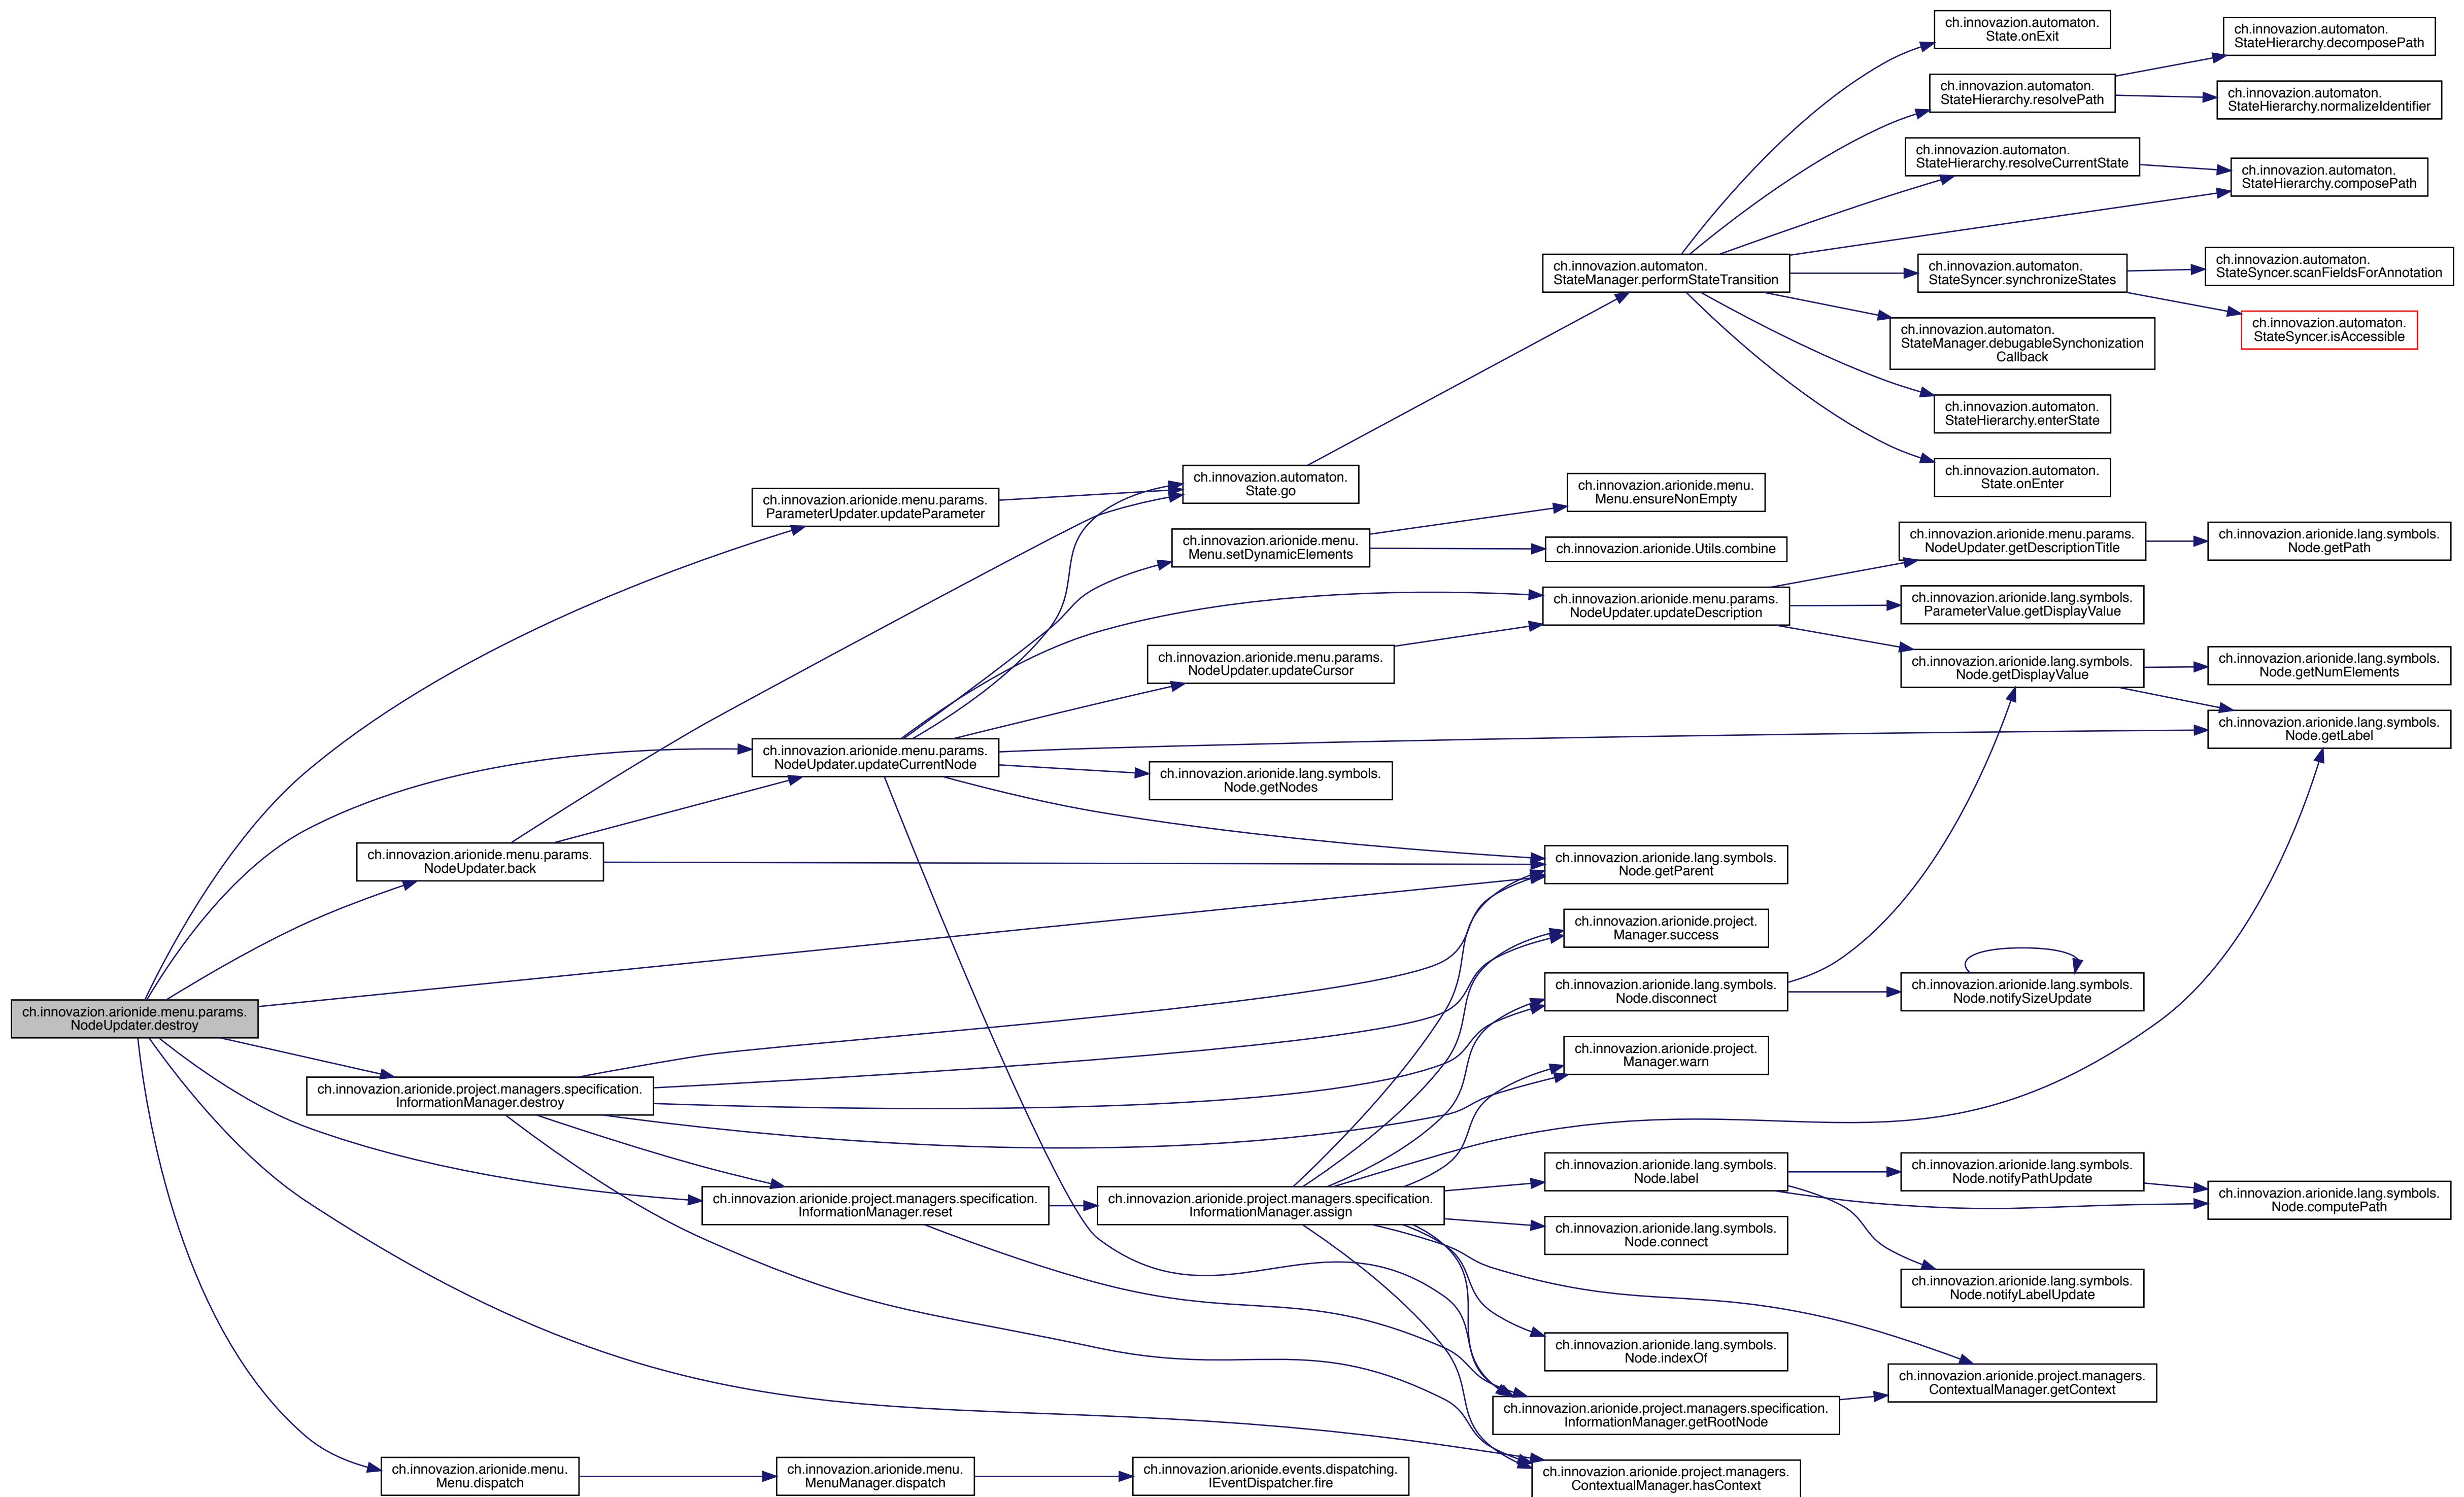 ch.innovazion.automaton.
State.onExit
ch.innovazion.automaton.
StateHierarchy.decomposePath
ch.innovazion.automaton.
StateHierarchy.resolvePath
ch.innovazion.automaton.
StateHierarchy.normalizeIdentifier
ch.innovazion.automaton.
StateHierarchy.resolveCurrentState
ch.innovazion.automaton.
StateHierarchy.composePath
ch.innovazion.automaton.
StateManager.performStateTransition
ch.innovazion.automaton.
StateSyncer.synchronizeStates
ch.innovazion.automaton.
StateSyncer.scanFieldsForAnnotation
ch.innovazion.automaton.
StateSyncer.isAccessible
ch.innovazion.automaton.
StateManager.debugableSynchonization
Callback
ch.innovazion.automaton.
StateHierarchy.enterState
ch.innovazion.automaton.
State.onEnter
ch.innovazion.automaton.
State.go
ch.innovazion.arionide.menu.params.
ParameterUpdater.updateParameter
ch.innovazion.arionide.menu.
Menu.ensureNonEmpty
ch.innovazion.arionide.menu.
Menu.setDynamicElements
ch.innovazion.arionide.Utils.combine
ch.innovazion.arionide.menu.params.
NodeUpdater.getDescriptionTitle
ch.innovazion.arionide.lang.symbols.
Node.getPath
ch.innovazion.arionide.menu.params.
NodeUpdater.updateDescription
ch.innovazion.arionide.lang.symbols.
ParameterValue.getDisplayValue
ch.innovazion.arionide.menu.params.
NodeUpdater.updateCursor
ch.innovazion.arionide.lang.symbols.
Node.getDisplayValue
ch.innovazion.arionide.lang.symbols.
Node.getNumElements
ch.innovazion.arionide.lang.symbols.
Node.getLabel
ch.innovazion.arionide.menu.params.
NodeUpdater.updateCurrentNode
ch.innovazion.arionide.lang.symbols.
Node.getNodes
ch.innovazion.arionide.menu.params.
NodeUpdater.back
ch.innovazion.arionide.lang.symbols.
Node.getParent
ch.innovazion.arionide.project.
Manager.success
ch.innovazion.arionide.menu.params.
NodeUpdater.destroy
ch.innovazion.arionide.lang.symbols.
Node.disconnect
ch.innovazion.arionide.lang.symbols.
Node.notifySizeUpdate
ch.innovazion.arionide.project.
Manager.warn
ch.innovazion.arionide.project.managers.specification.
InformationManager.destroy
ch.innovazion.arionide.project.managers.specification.
InformationManager.reset
ch.innovazion.arionide.project.managers.specification.
InformationManager.assign
ch.innovazion.arionide.lang.symbols.
Node.label
ch.innovazion.arionide.lang.symbols.
Node.notifyPathUpdate
ch.innovazion.arionide.lang.symbols.
Node.computePath
ch.innovazion.arionide.lang.symbols.
Node.connect
ch.innovazion.arionide.lang.symbols.
Node.notifyLabelUpdate
ch.innovazion.arionide.lang.symbols.
Node.indexOf
ch.innovazion.arionide.project.managers.
ContextualManager.getContext
ch.innovazion.arionide.project.managers.specification.
InformationManager.getRootNode
ch.innovazion.arionide.menu.
Menu.dispatch
ch.innovazion.arionide.menu.
MenuManager.dispatch
ch.innovazion.arionide.events.dispatching.
IEventDispatcher.fire
ch.innovazion.arionide.project.managers.
ContextualManager.hasContext